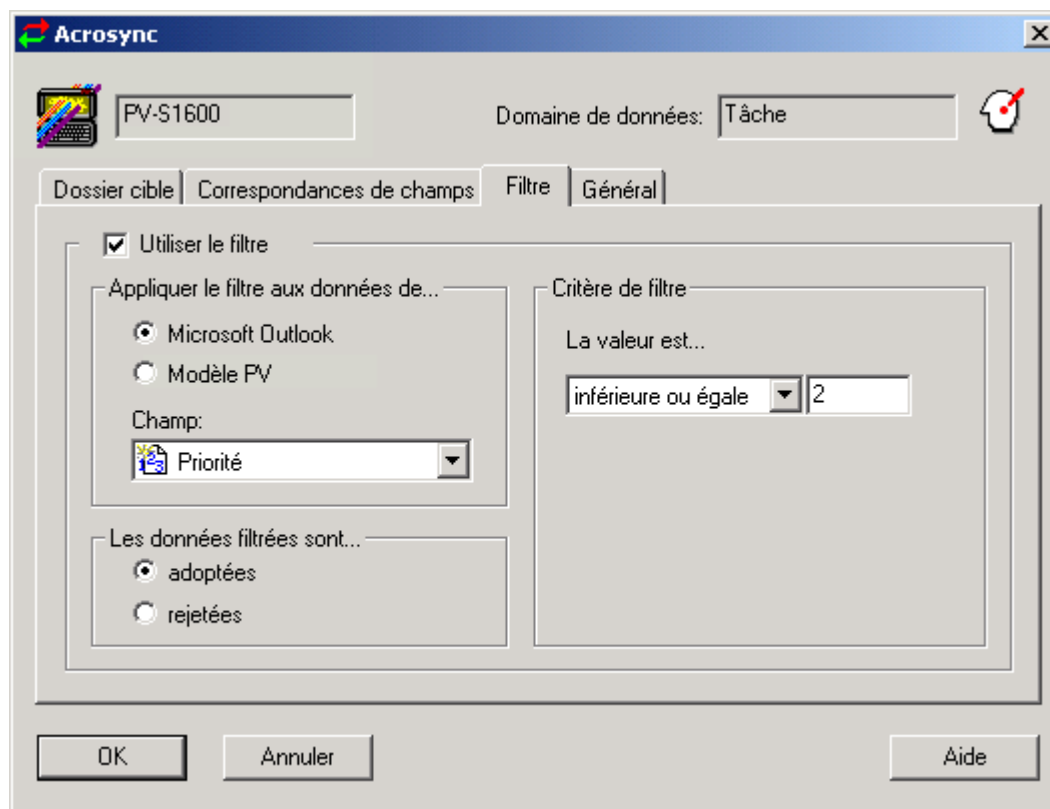 Acrosync
PV-S1600
Domaine de données: Tâche
Dossier cible Correspondances de champs Filtre Général
Utiliser le filtre
Appliquer le filtre aux données de...
Microsoft Outlook
Modèle PV
Champ:
Priorité
Les données filtrées sont...
adoptées
rejetées
Critère de filtre
La valeur est...
inférieure ou égale 2
OK Annuler Aide